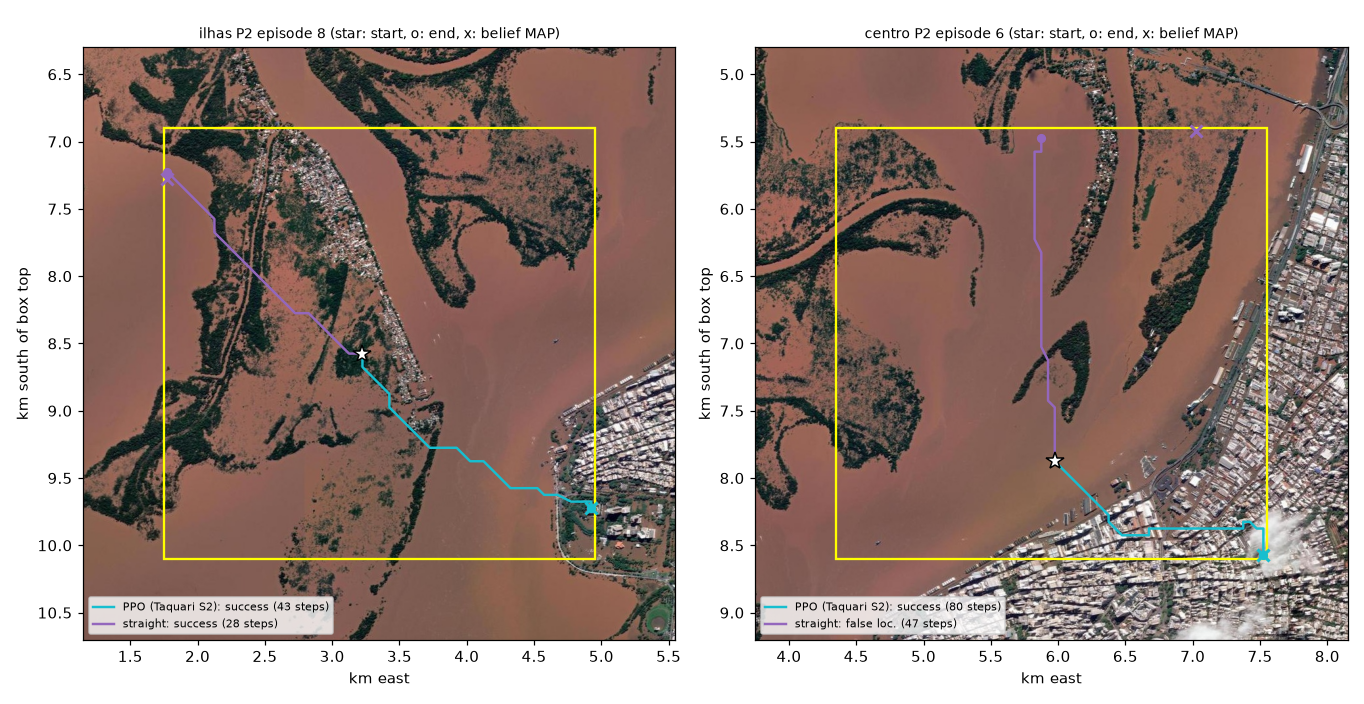 ilhas P2 episode 8 (star: start, o: end, x: belief MAP)
km south of box top
6.5
7.0
7.5
8.0
8.5
9.0
9.5
10.0
10.5
PPO (Taquari S2): success (43 steps)
straight: success (28 steps)
1.5 2.0 2.5 3.0 3.5 4.0 4.5 5.0 5.5
km east
centro P2 episode 6 (star: start, o: end, x: belief MAP)
km south of box top
5.0
5.5
6.0
6.5
7.0
7.5
8.0
8.5
9.0
PPO (Taquari S2): success (80 steps)
straight: false loc. (47 steps)
4.0 4.5 5.0 5.5 6.0 6.5 7.0 7.5 8.0
km east